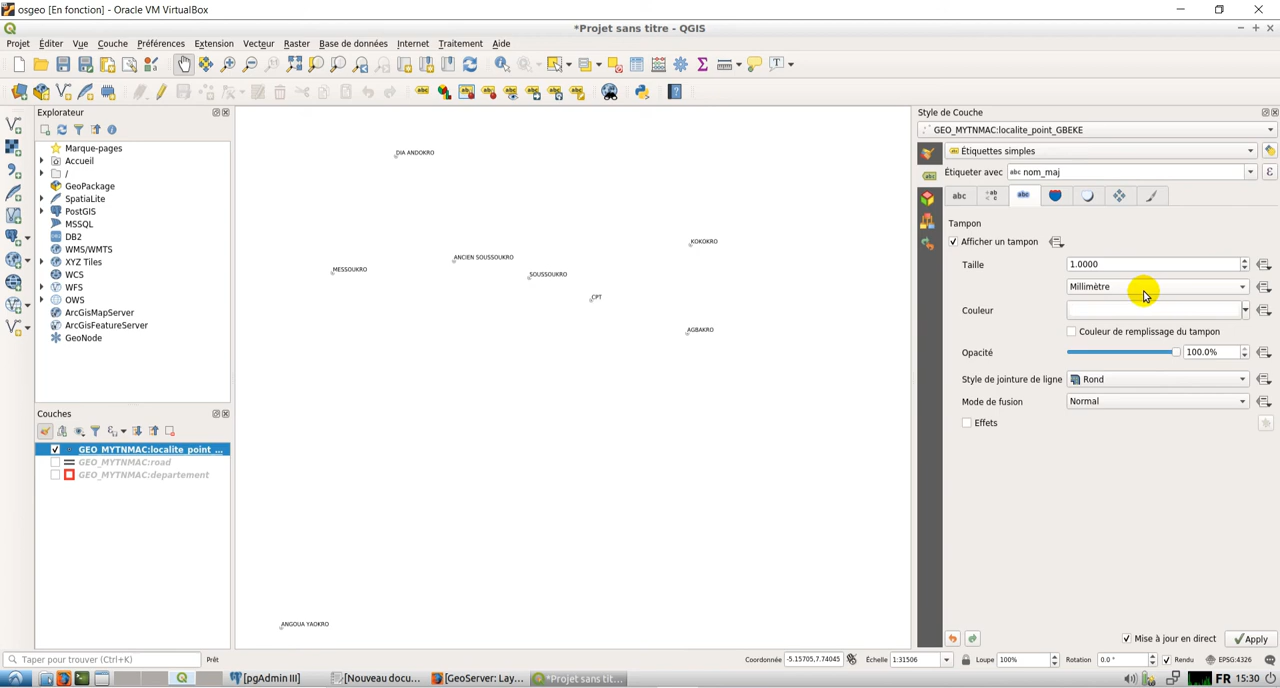 osgeo [En fonction] - Oracle VM VirtualBox
*Projet sans titre - QGIS
Projet Éditer Vue Couche Préférences Extension Vecteur Raster Base de données Internet Traitement Aide
Explorateur
Marque-pages
Accueil
/
GeoPackage
SpatiaLite
PostGIS
MSSQL
DB2
WMS/WMTS
XYZ Tiles
WCS
WFS
OWS
ArcGisMapServer
ArcGisFeatureServer
GeoNode
Couches
GEO_MYTNMAC:localite_point_...
GEO_MYTNMAC:road
GEO_MYTNMAC:departement
DIA ANDOKRO
KOKOKRO
ANCIEN SOUSSOUKRO
MESSOUKRO
SOUSSOUKRO
CPT
AGBAKRO
ANGOUA YAOKRO
Style de Couche
GEO_MYTNMAC:localite_point_GBEKE
abc Étiquettes simples
Étiqueter avec abc nom_maj ε
abc +ab < c abc
Tampon
Afficher un tampon
Taille 1.0000
Millimètre
Couleur
Couleur de remplissage du tampon
Opacité 100.0%
Style de jointure de ligne Rond
Mode de fusion Normal
Effets
Mise à jour en direct Apply
Taper pour trouver (Ctrl+K) Prêt Coordonnée -5.15705,7.74045 Échelle 1:31506 Loupe 100% Rotation 0.0 ° Rendu EPSG:4326
[pgAdmin III] [Nouveau docu... [GeoServer: Lay... *Projet sans tit... FR 15:30